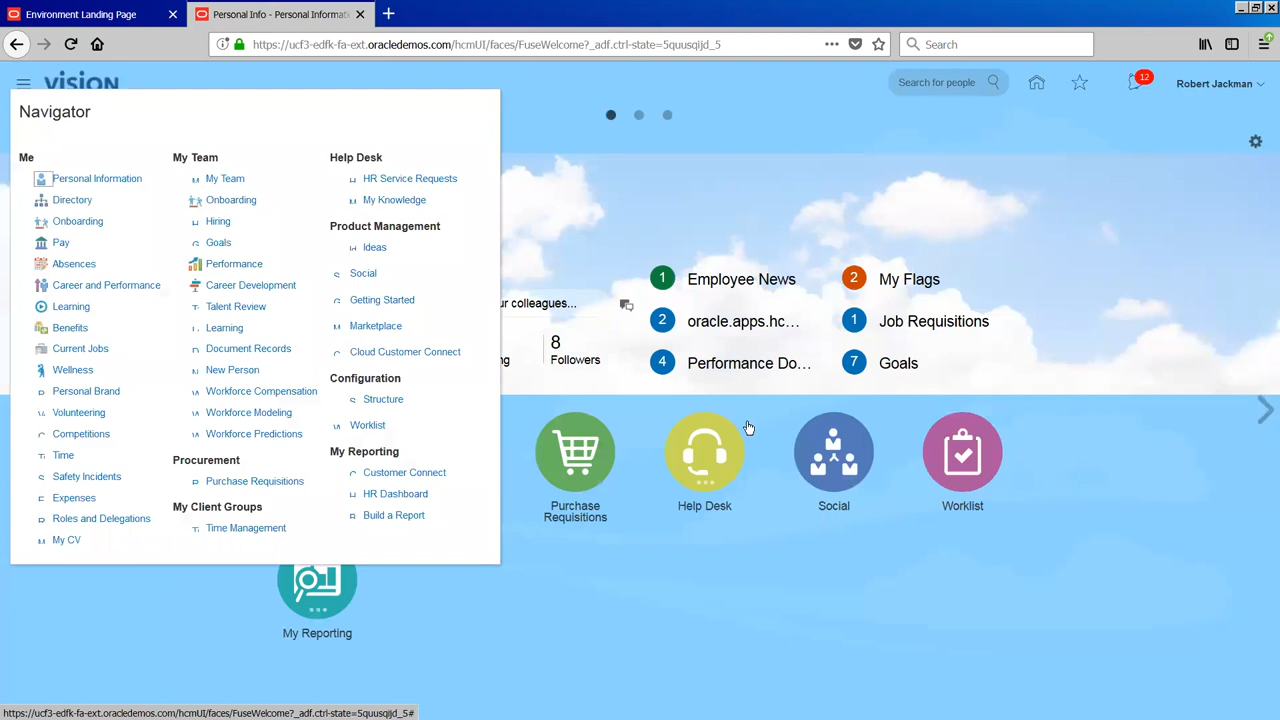 Environment Landing Page
Personal Info - Personal Informati
https://ucf3-edfk-fa-ext.oracledemos.com/hcmUI/faces/FuseWelcome?_adf.ctrl-state=5quusqijd_5
Search
vision
Search for people
12
Robert Jackman
Navigator
Me
Personal Information
Directory
Onboarding
Pay
Absences
Career and Performance
Learning
Benefits
Current Jobs
Wellness
Personal Brand
Volunteering
Competitions
Time
Safety Incidents
Expenses
Roles and Delegations
My CV
My Team
My Team
Onboarding
Hiring
Goals
Performance
Career Development
Talent Review
Learning
Document Records
New Person
Workforce Compensation
Workforce Modeling
Workforce Predictions
Procurement
Purchase Requisitions
My Client Groups
Time Management
Help Desk
HR Service Requests
My Knowledge
Product Management
Ideas
Social
Getting Started
Marketplace
Cloud Customer Connect
Configuration
Structure
Worklist
My Reporting
Customer Connect
HR Dashboard
Build a Report
ur colleagues...
ng
8
Followers
1 Employee News
2 My Flags
2 oracle.apps.hc...
1 Job Requisitions
4 Performance Do...
7 Goals
Purchase
Requisitions
Help Desk
Social
Worklist
My Reporting
https://ucf3-edfk-fa-ext.oracledemos.com/hcmUI/faces/FuseWelcome?_adf.ctrl-state=5quusqijd_5#